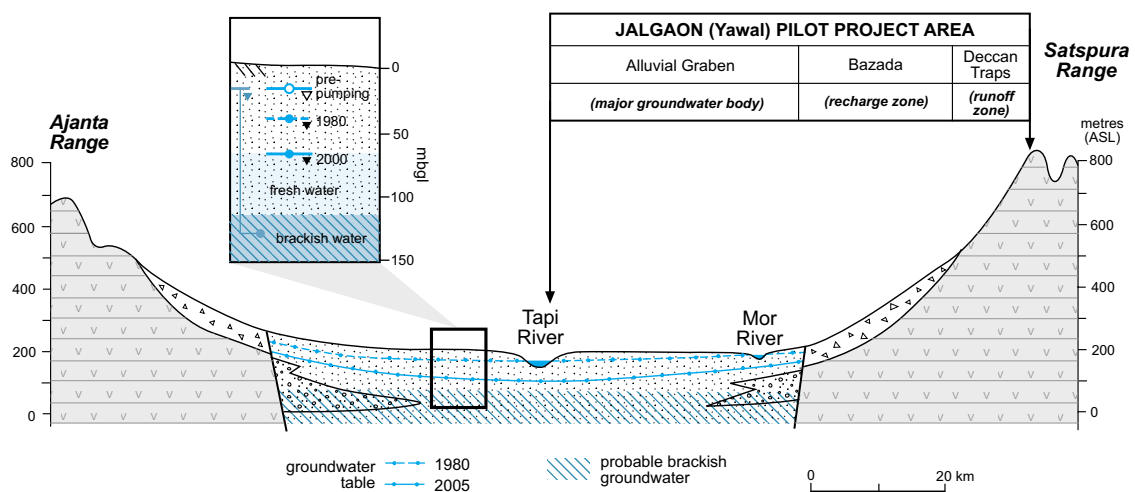 JALGAON (Yawal) PILOT PROJECT AREA
Alluvial Graben
Bazada
Deccan
Traps
(major groundwater body)
(recharge zone)
(runoff
zone)
Satspura
Range
metres
(ASL)
Ajanta
Range
0
50
100
150
mbgl
pre-
pumping
1980
2000
fresh water
brackish water
800
600
400
200
0
800
600
400
200
0
Tapi
River
Mor
River
groundwater
table
1980
2005
probable brackish
groundwater
0
20 km